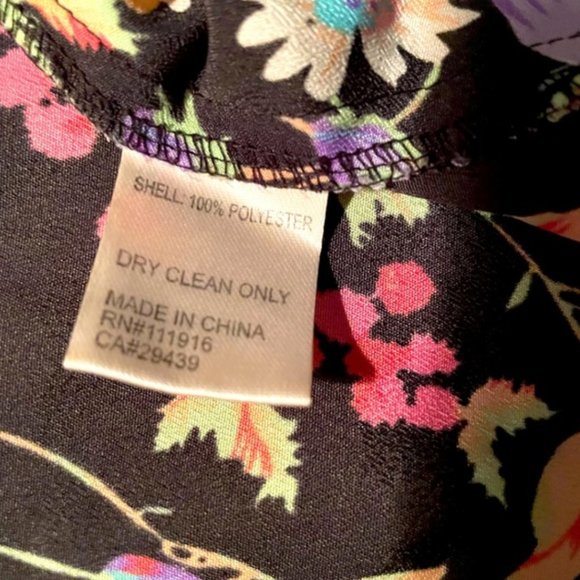 SHELL: 100% POLYESTER
DRY CLEAN ONLY
MADE IN CHINA
RN#111916
CA#29439